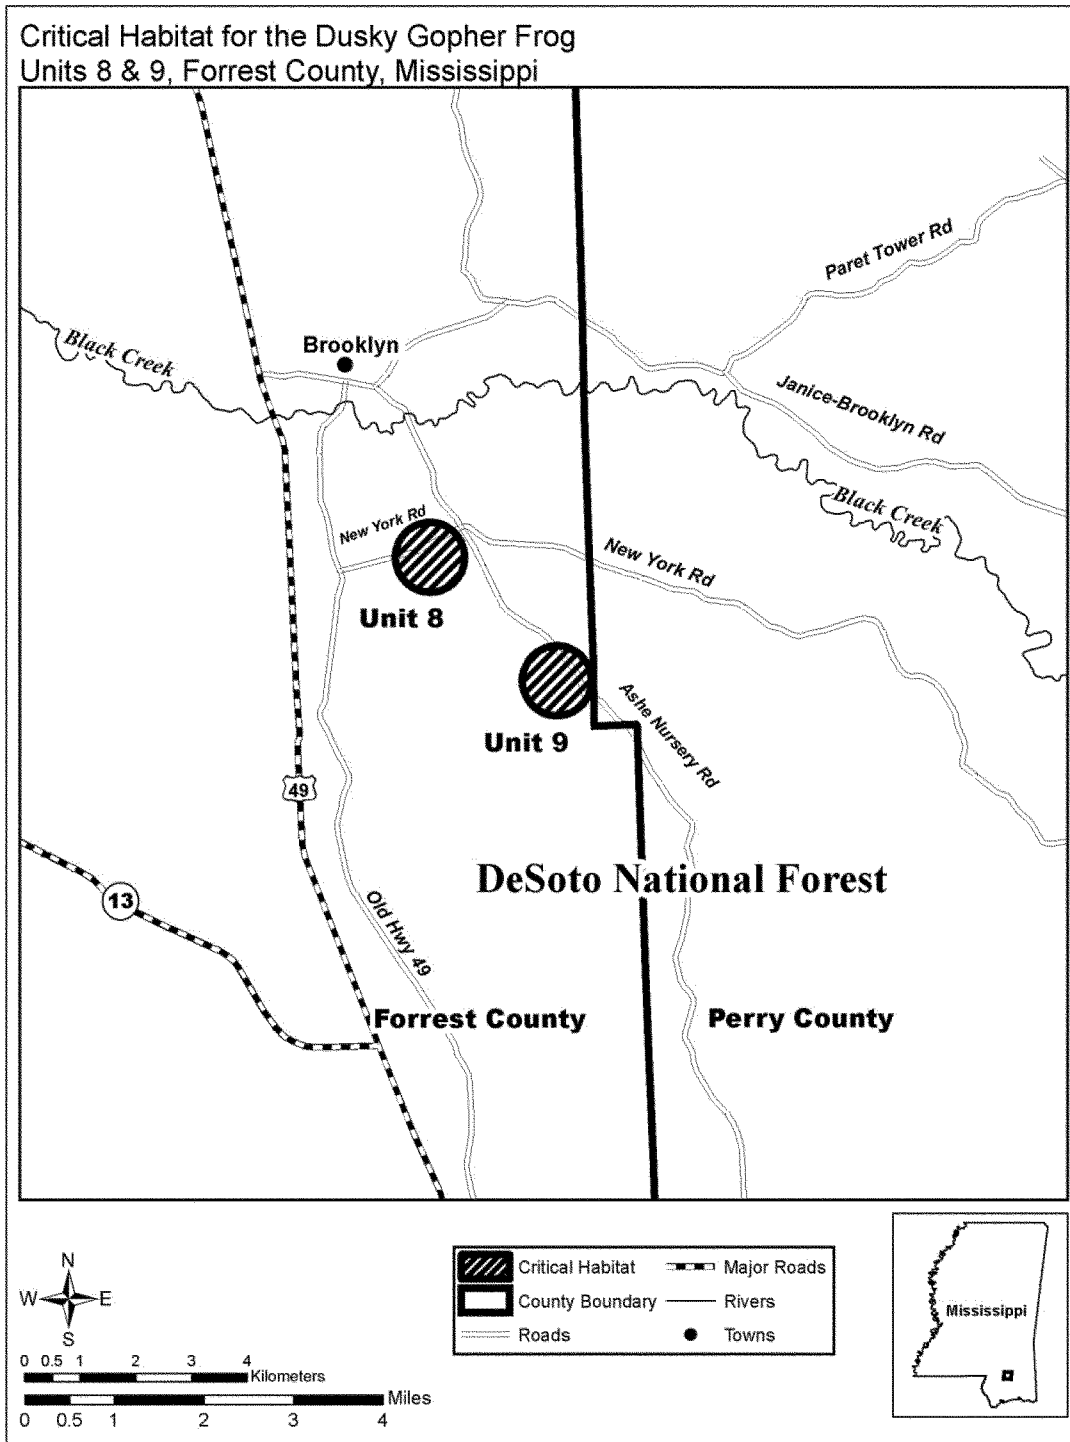 Critical Habitat for the Dusky Gopher Frog
Units 8 & 9, Forrest County, Mississippi
Paret Tower Rd
Black Creek
Brooklyn
Janice-Brooklyn Rd
Black Creek
New York Rd
New York Rd
Unit 8
Ashe Nursery Rd
Unit 9
49
DeSoto National Forest
13
Old Hwy 49
Forrest County
Perry County
N
W E
S
0 0.5 1 2 3 4
Kilometers
Miles
0 0.5 1 2 3 4
Critical Habitat
Major Roads
County Boundary
Rivers
Roads
Towns
Mississippi